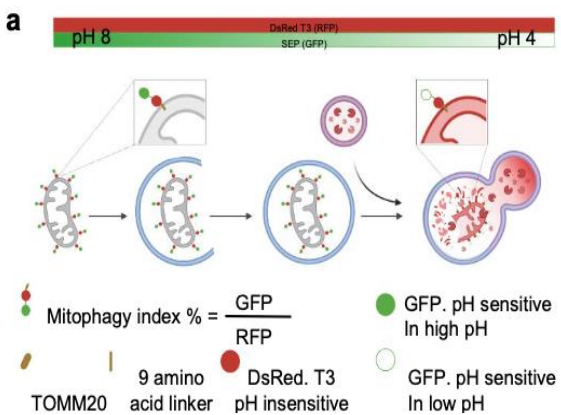 a
DsRed T3 (RFP)
pH 8
SEP (GFP)
pH 4
Mitophagy index % = GFP
RFP
GFP. pH sensitive
In high pH
TOMM20
9 amino
acid linker
DsRed. T3
pH insensitive
GFP. pH sensitive
In low pH